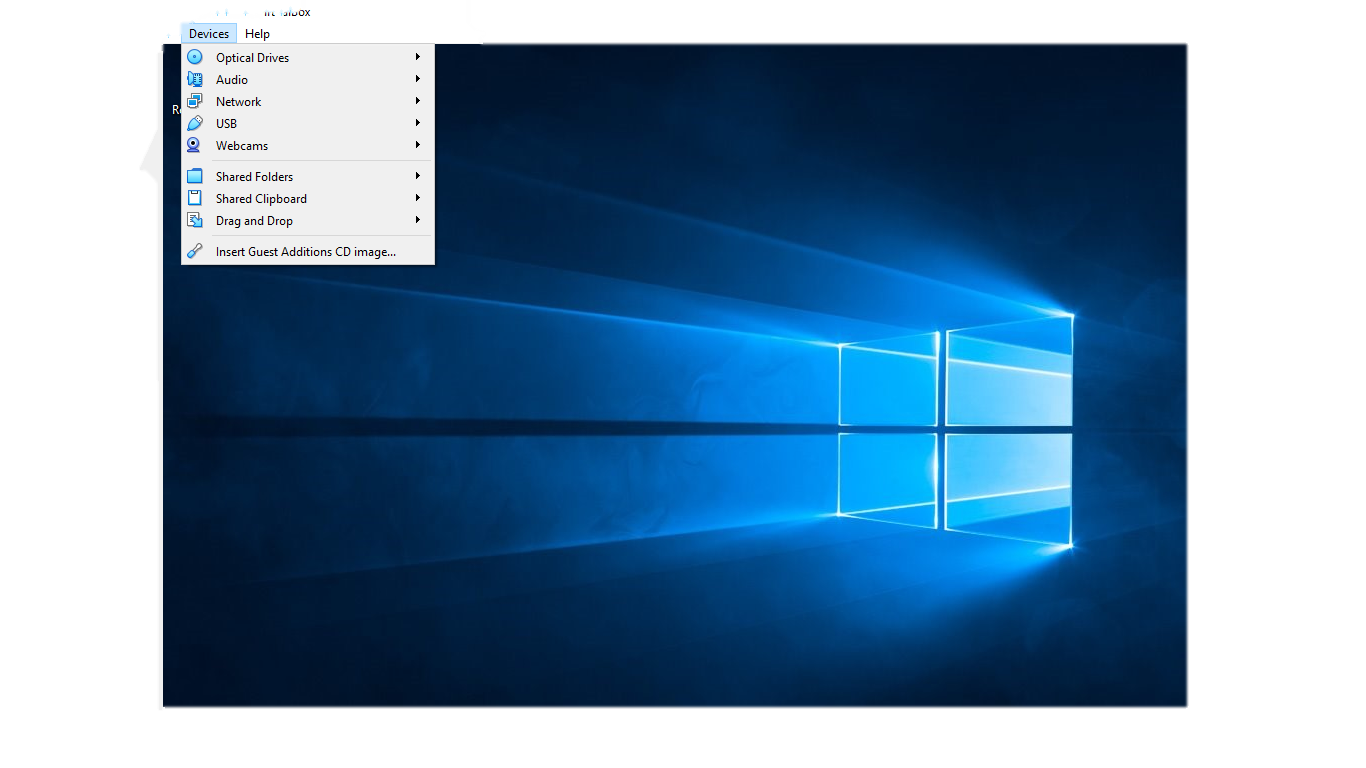 Devices Help
Optical Drives
Audio
Network
USB
Webcams
Shared Folders
Shared Clipboard
Drag and Drop
Insert Guest Additions CD image...